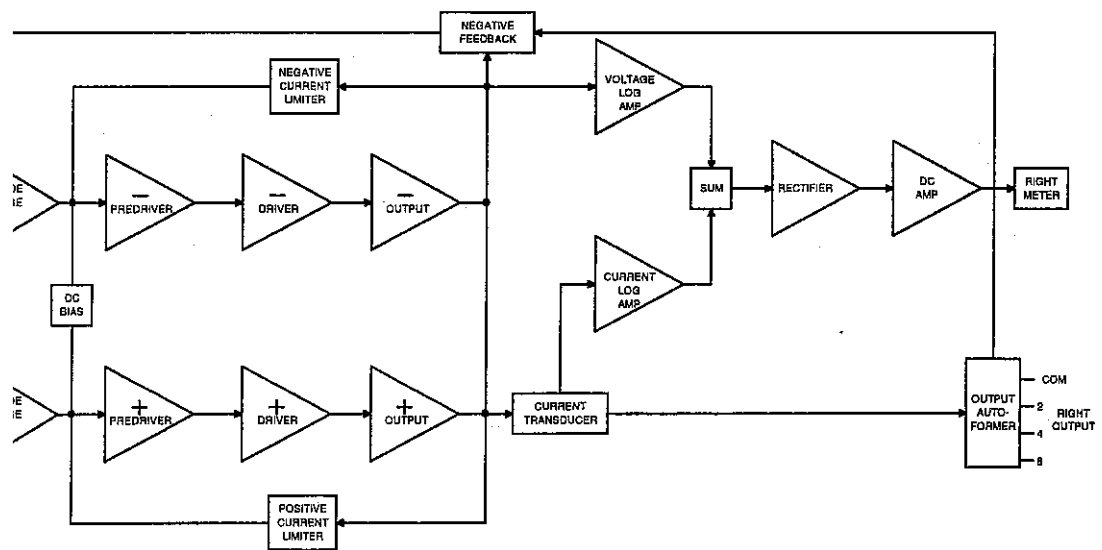 NEGATIVE
FEEDBACK
NEGATIVE
CURRENT
LIMITER
VOLTAGE
LOG
AMP
—
PREDRIVER
—
DRIVER
—
OUTPUT
SUM
RECTIFIER
DC
AMP
RIGHT
METER
DC
BIAS
CURRENT
LOG
AMP
+
PREDRIVER
+
DRIVER
+
OUTPUT
CURRENT
TRANSDUCER
OUTPUT
AUTO-
FORMER
COM
2
4
8
RIGHT
OUTPUT
POSITIVE
CURRENT
LIMITER